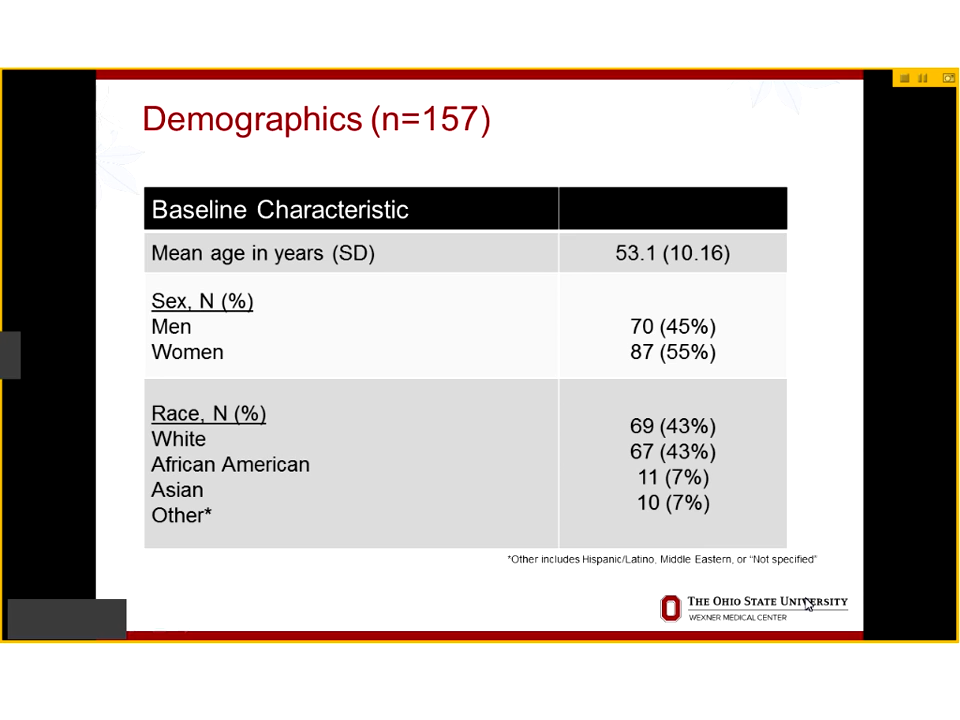 Demographics (n=157)
Baseline Characteristic
Mean age in years (SD) 53.1 (10.16)
Sex, N (%)
Men 70 (45%)
Women 87 (55%)
Race, N (%)
White 69 (43%)
African American 67 (43%)
Asian 11 (7%)
Other* 10 (7%)
*Other includes Hispanic/Latino, Middle Eastern, or “Not specified”
THE OHIO STATE UNIVERSITY
WEXNER MEDICAL CENTER